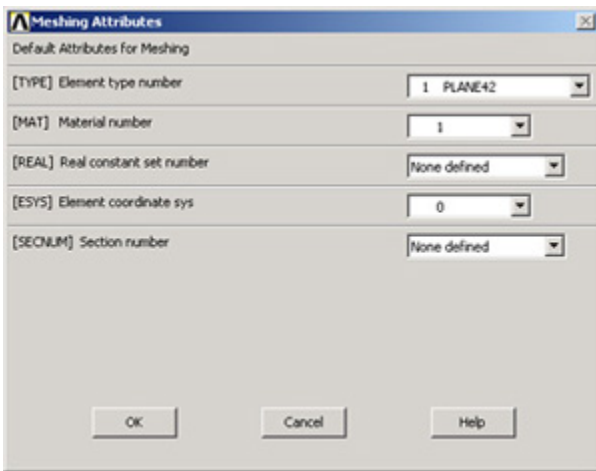 Meshing Attributes
Default Attributes for Meshing
[TYPE] Element type number 1 PLANE42
[MAT] Material number 1
[REAL] Real constant set number None defined
[ESYS] Element coordinate sys 0
[SECNUM] Section number None defined
OK Cancel Help